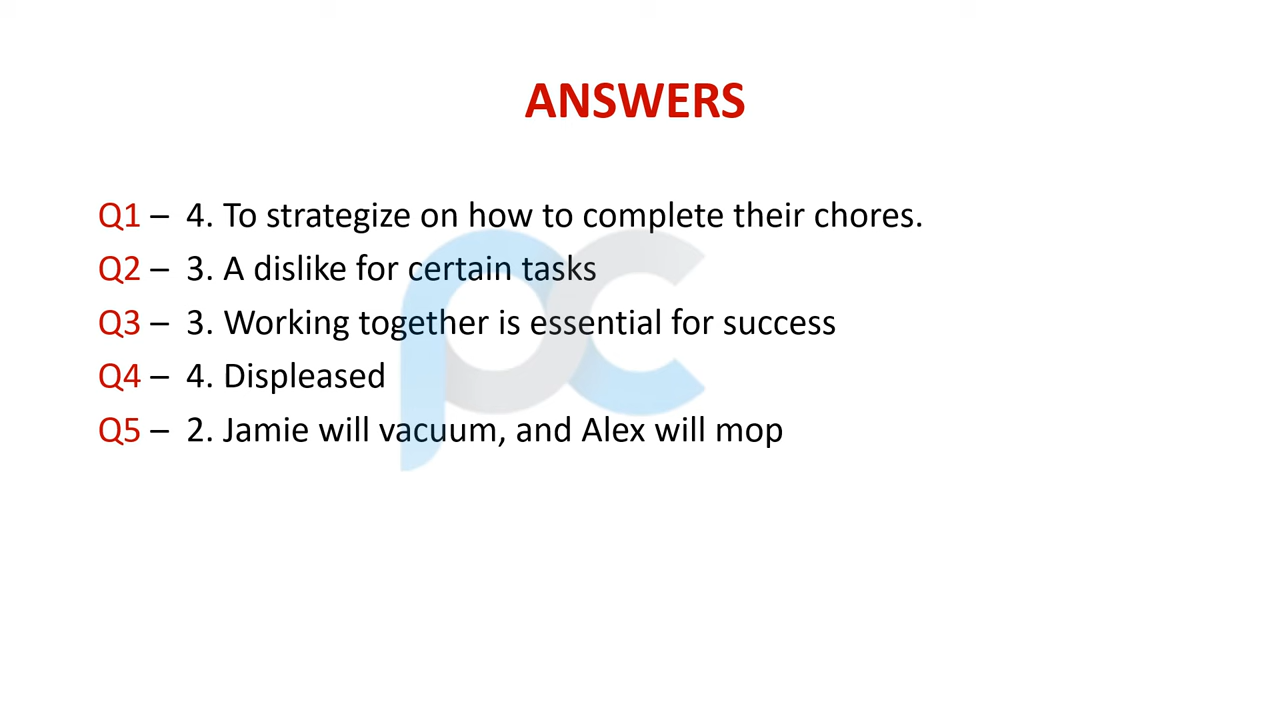 ANSWERS
Q1 – 4. To strategize on how to complete their chores.
Q2 – 3. A dislike for certain tasks
Q3 – 3. Working together is essential for success
Q4 – 4. Displeased
Q5 – 2. Jamie will vacuum, and Alex will mop
pc